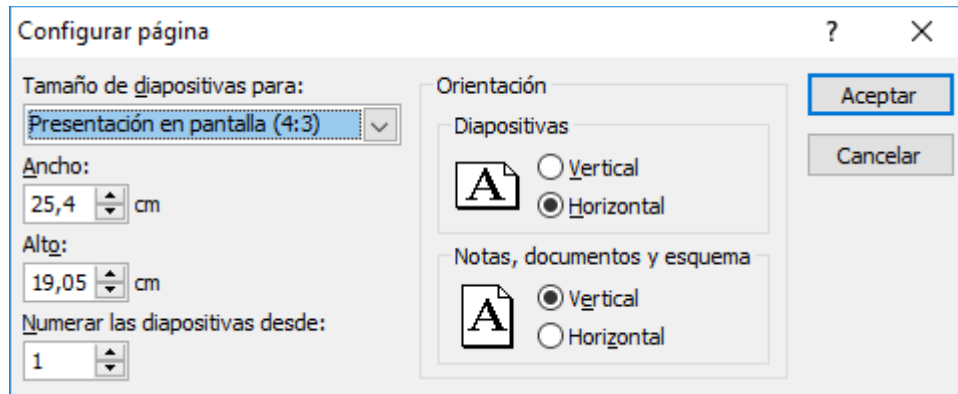 Configurar página
?
Tamaño de diapositivas para:
Presentación en pantalla (4:3)
Ancho:
25,4 cm
Alto:
19,05 cm
Numerar las diapositivas desde:
1
Orientación
Diapositivas
A
Vertical
Horizontal
Notas, documentos y esquema
A
Vertical
Horizontal
Aceptar
Cancelar